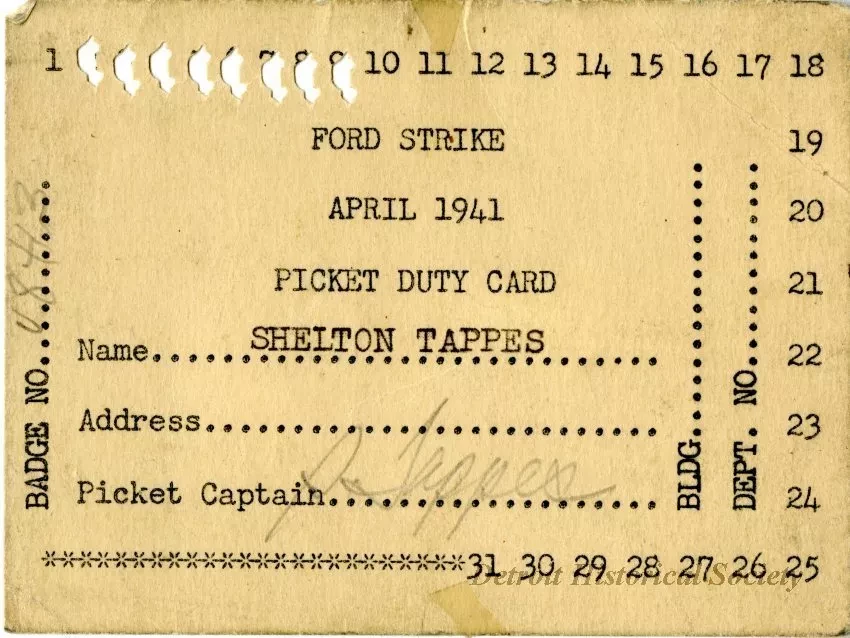 1 7 8 9 10 11 12 13 14 15 16 17 18
FORD STRIKE
19
APRIL 1941
20
PICKET DUTY CARD
21
Name SHELTON TAPPES
22
Address
23
Picket Captain S. Tappes
24
BADGE NO.
BLDG.
DEPT. NO.
*************************31 30 29 28 27 26 25
Detroit Historical Society